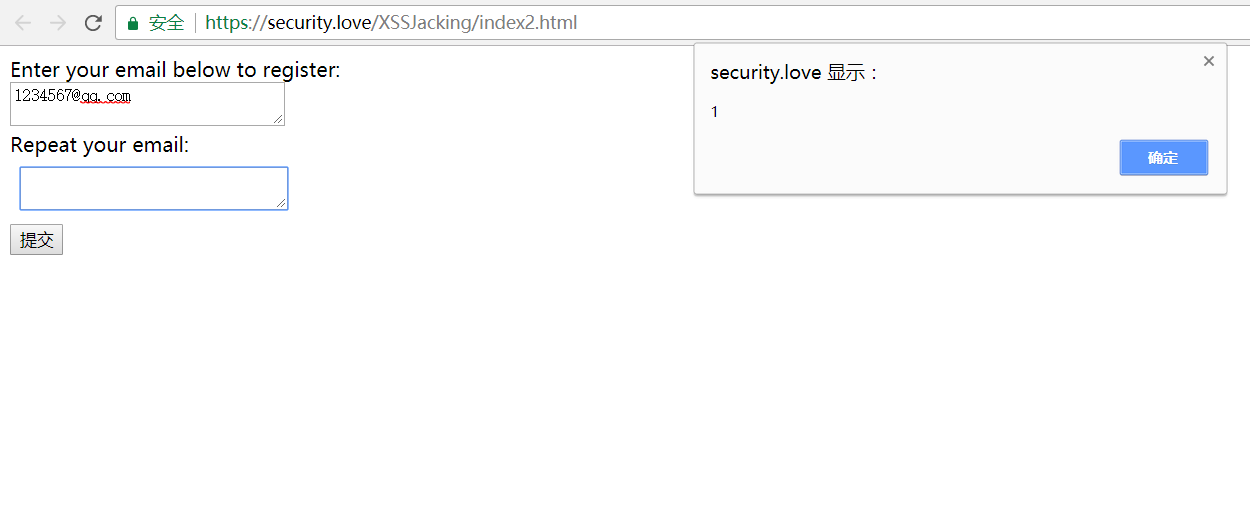 安全 https://security.love/XSSJacking/index2.html
Enter your email below to register:
1234567@qq.com
Repeat your email:
提交
security.love 显示：
1
确定